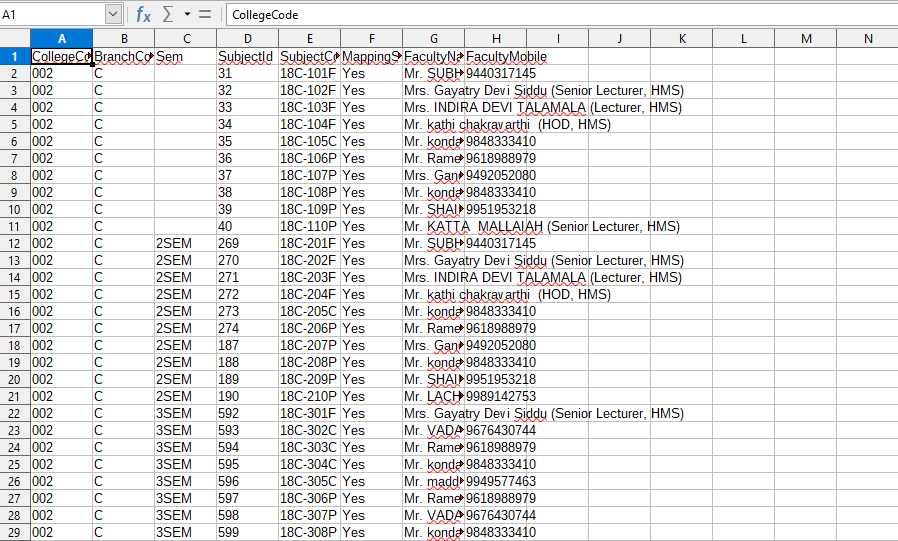 A1 fx Σ = CollegeCode
A B C D E F G H I J K L M N
1 CollegeCo BranchCo Sem SubjectId SubjectCo MappingS FacultyNa FacultyMobile
2 002 C 31 18C-101F Yes Mr. SUBH 9440317145
3 002 C 32 18C-102F Yes Mrs. Gayatry Devi Siddu (Senior Lecturer, HMS)
4 002 C 33 18C-103F Yes Mrs. INDIRA DEVI TALAMALA (Lecturer, HMS)
5 002 C 34 18C-104F Yes Mr. kathi chakravarthi (HOD, HMS)
6 002 C 35 18C-105C Yes Mr. konda 9848333410
7 002 C 36 18C-106P Yes Mr. Rame 9618988979
8 002 C 37 18C-107P Yes Mrs. Gan 9492052080
9 002 C 38 18C-108P Yes Mr. konda 9848333410
10 002 C 39 18C-109P Yes Mr. SHAI 9951953218
11 002 C 40 18C-110P Yes Mr. KATTA MALLAIAH (Senior Lecturer, HMS)
12 002 C 2SEM 269 18C-201F Yes Mr. SUBH 9440317145
13 002 C 2SEM 270 18C-202F Yes Mrs. Gayatry Devi Siddu (Senior Lecturer, HMS)
14 002 C 2SEM 271 18C-203F Yes Mrs. INDIRA DEVI TALAMALA (Lecturer, HMS)
15 002 C 2SEM 272 18C-204F Yes Mr. kathi chakravarthi (HOD, HMS)
16 002 C 2SEM 273 18C-205C Yes Mr. konda 9848333410
17 002 C 2SEM 274 18C-206P Yes Mr. Rame 9618988979
18 002 C 2SEM 187 18C-207P Yes Mrs. Gan 9492052080
19 002 C 2SEM 188 18C-208P Yes Mr. konda 9848333410
20 002 C 2SEM 189 18C-209P Yes Mr. SHAI 9951953218
21 002 C 2SEM 190 18C-210P Yes Mr. LACH 9989142753
22 002 C 3SEM 592 18C-301F Yes Mrs. Gayatry Devi Siddu (Senior Lecturer, HMS)
23 002 C 3SEM 593 18C-302C Yes Mr. VADA 9676430744
24 002 C 3SEM 594 18C-303C Yes Mr. Rame 9618988979
25 002 C 3SEM 595 18C-304C Yes Mr. konda 9848333410
26 002 C 3SEM 596 18C-305C Yes Mr. madd 9949577463
27 002 C 3SEM 597 18C-306P Yes Mr. Rame 9618988979
28 002 C 3SEM 598 18C-307P Yes Mr. VADA 9676430744
29 002 C 3SEM 599 18C-308P Yes Mr. konda 9848333410